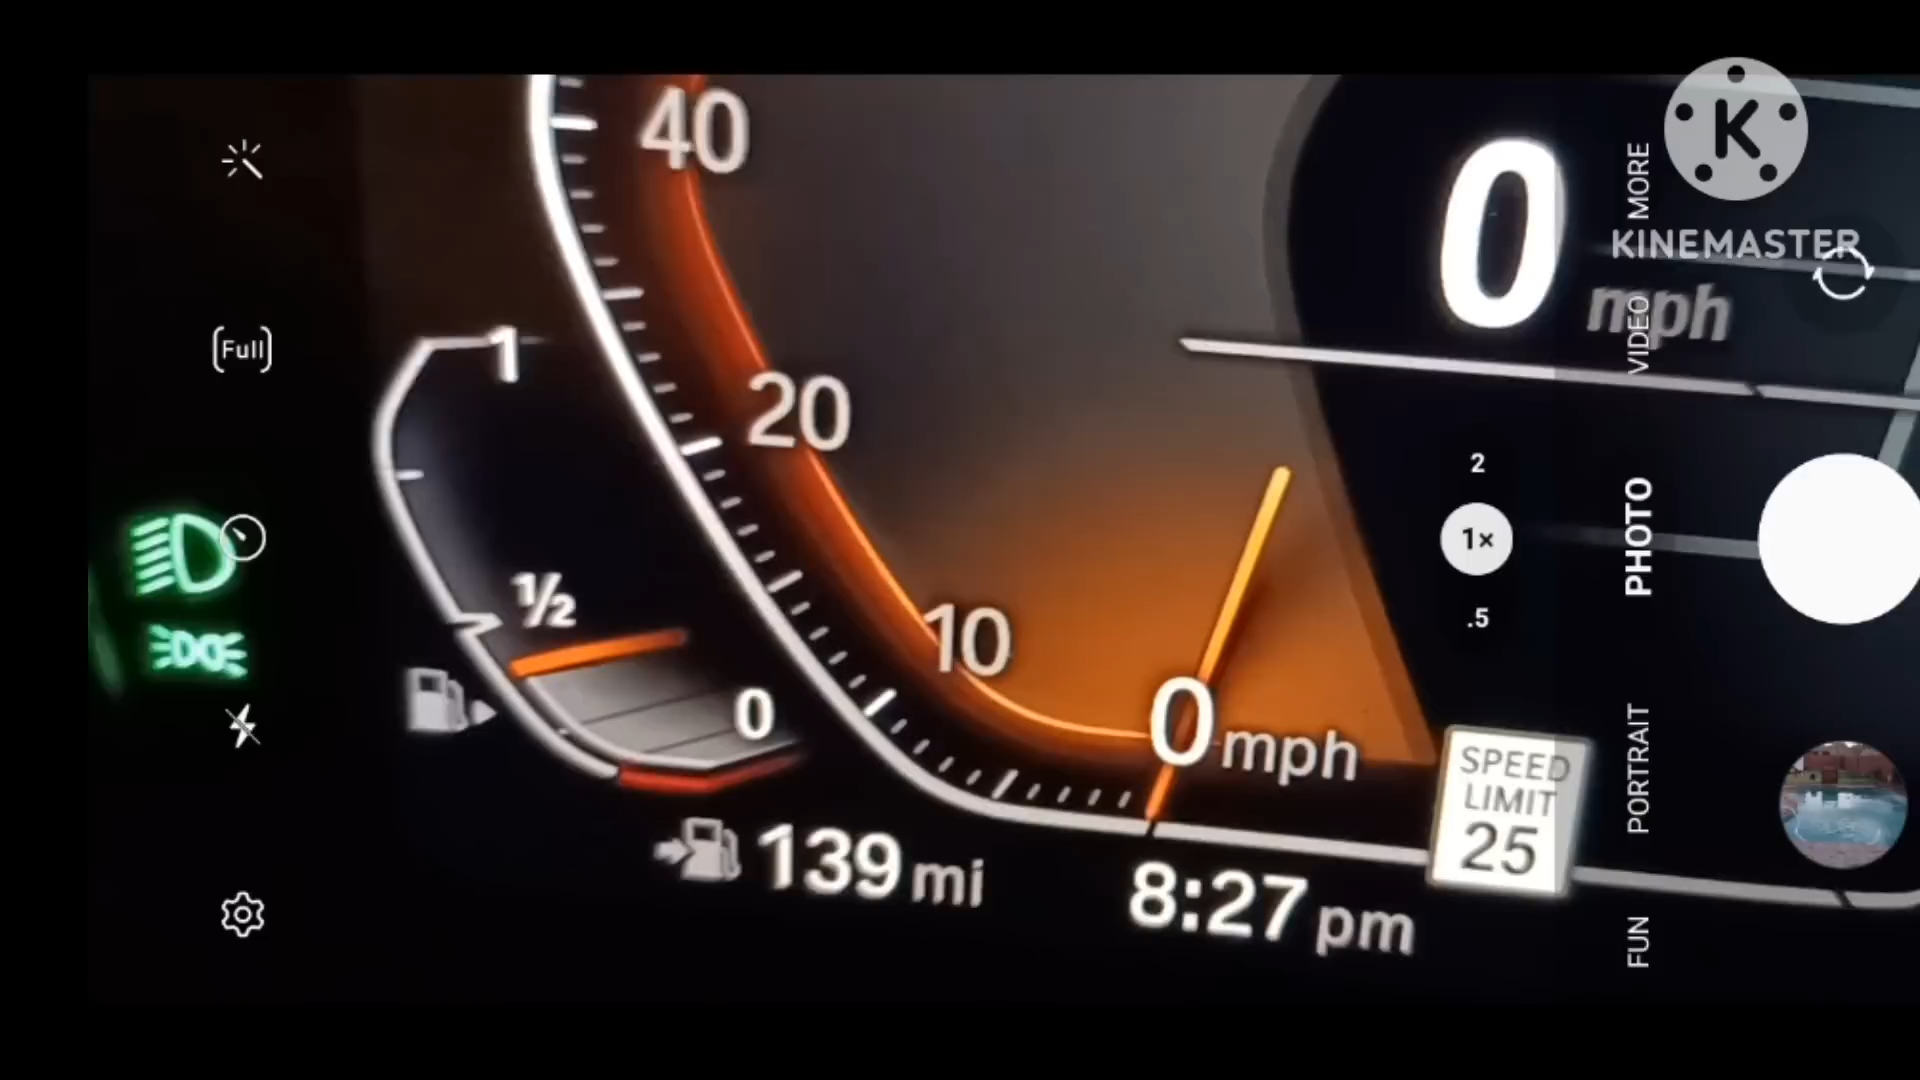 40
0
MORE
K
KINEMASTER
mph
VIDEO
Full
1
20
2
1×
PHOTO
.5
½
10
0
0 mph
PORTRAIT
SPEED
LIMIT
25
139 mi
8:27 pm
FUN